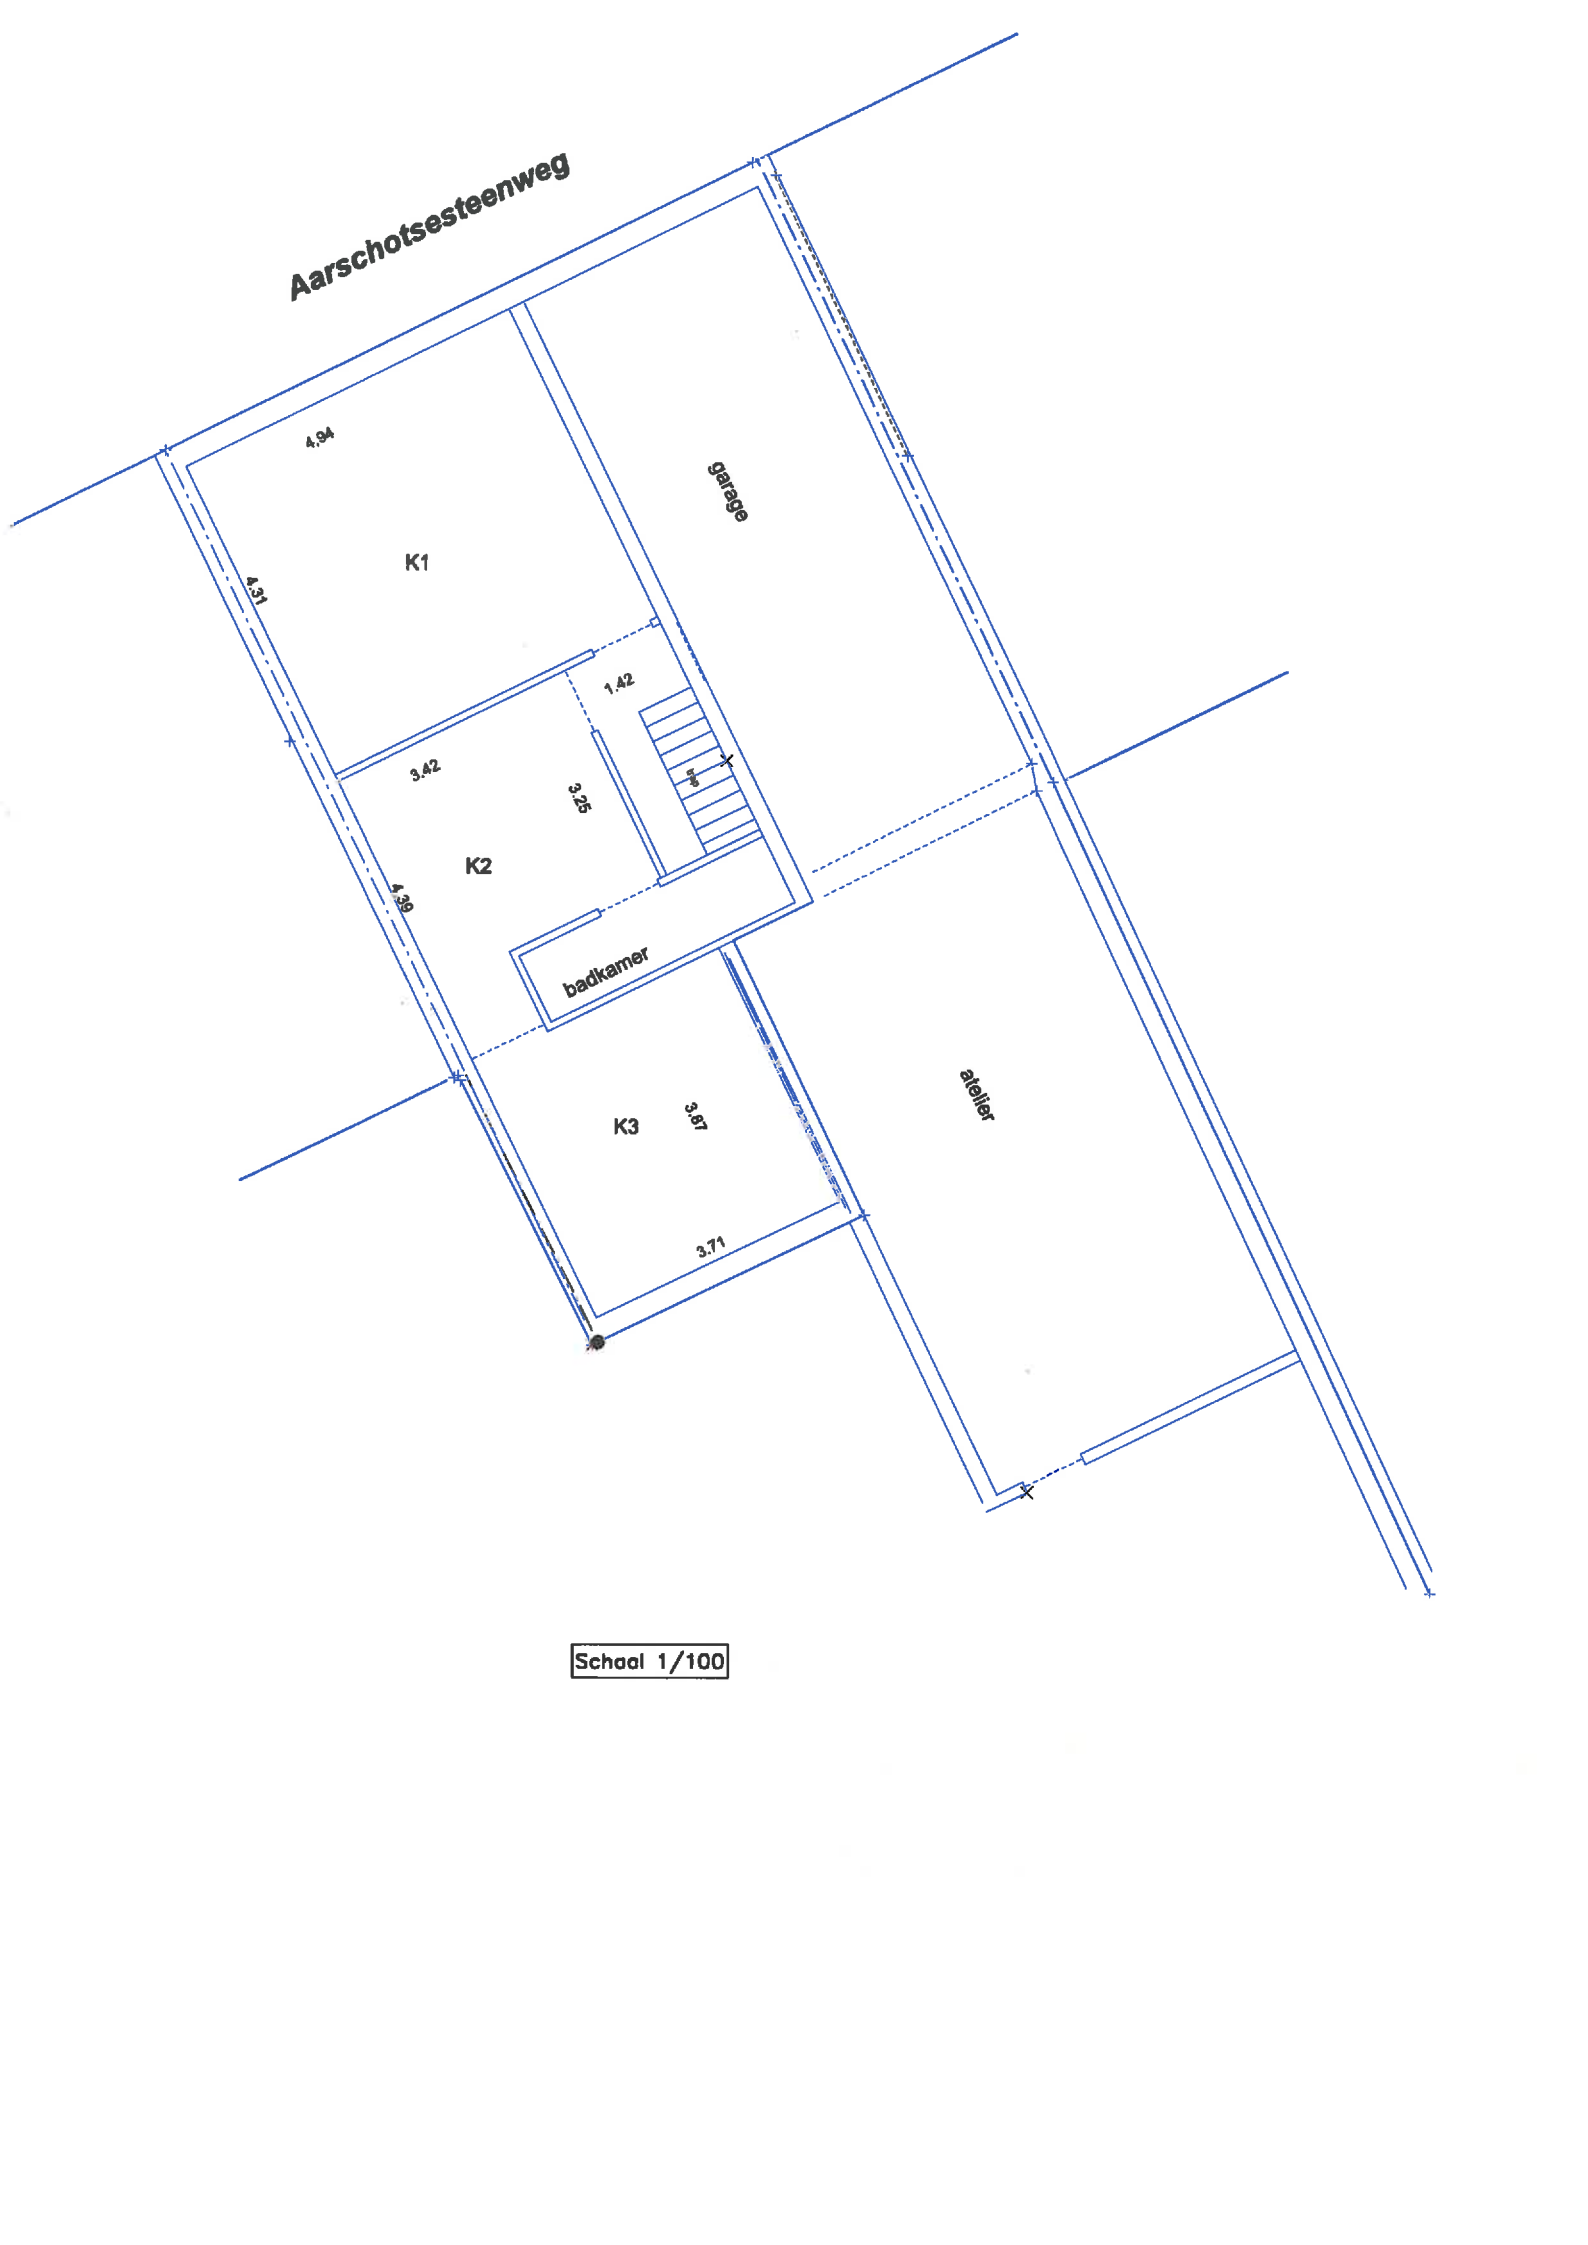 Aarschotsesteenweg
4,94
garage
K1
4.31
1.42
3.42
trap
3.25
K2
4.39
badkamer
atelier
K3
3.87
3.71
Schaal 1/100